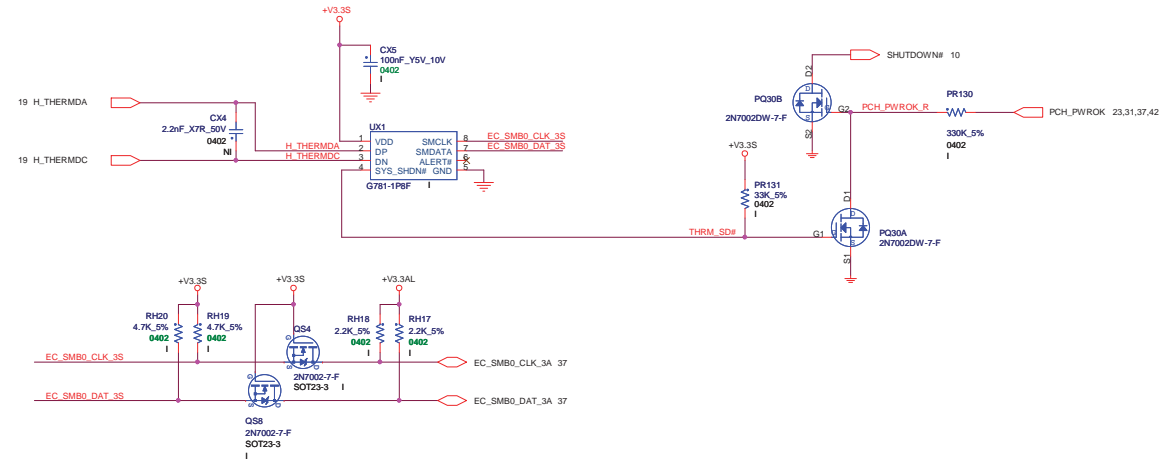 +V3.3S
CX5
100nF_Y5V_10V
0402
I
19 H_THERMDA
CX4
2.2nF_X7R_50V
0402
NI
19 H_THERMDC
H_THERMDA
H_THERMDC
UX1
1 VDD SMCLK 8
2 DP SMDATA 7
3 DN ALERT# 6
4 SYS_SHDN# GND 5
G781-1P8F I
EC_SMB0_CLK_3S
EC_SMB0_DAT_3S
SHUTDOWN# 10
D2
D
PQ30B
2N7002DW-7-F
G
G2
S
S2
PCH_PWROK_R
PR130
330K_5%
0402
I
PCH_PWROK 23,31,37,42
+V3.3S
PR131
33K_5%
0402
I
THRM_SD#
D1
D
G1
G
PQ30A
2N7002DW-7-F
S
S1
+V3.3S
RH20
4.7K_5%
0402
I
RH19
4.7K_5%
0402
I
+V3.3S
QS4
G
S
D
2N7002-7-F
SOT23-3 I
+V3.3AL
RH18
2.2K_5%
0402
I
RH17
2.2K_5%
0402
I
EC_SMB0_CLK_3S
EC_SMB0_CLK_3A 37
EC_SMB0_DAT_3S
EC_SMB0_DAT_3A 37
G
S
D
QS8
2N7002-7-F
SOT23-3
I